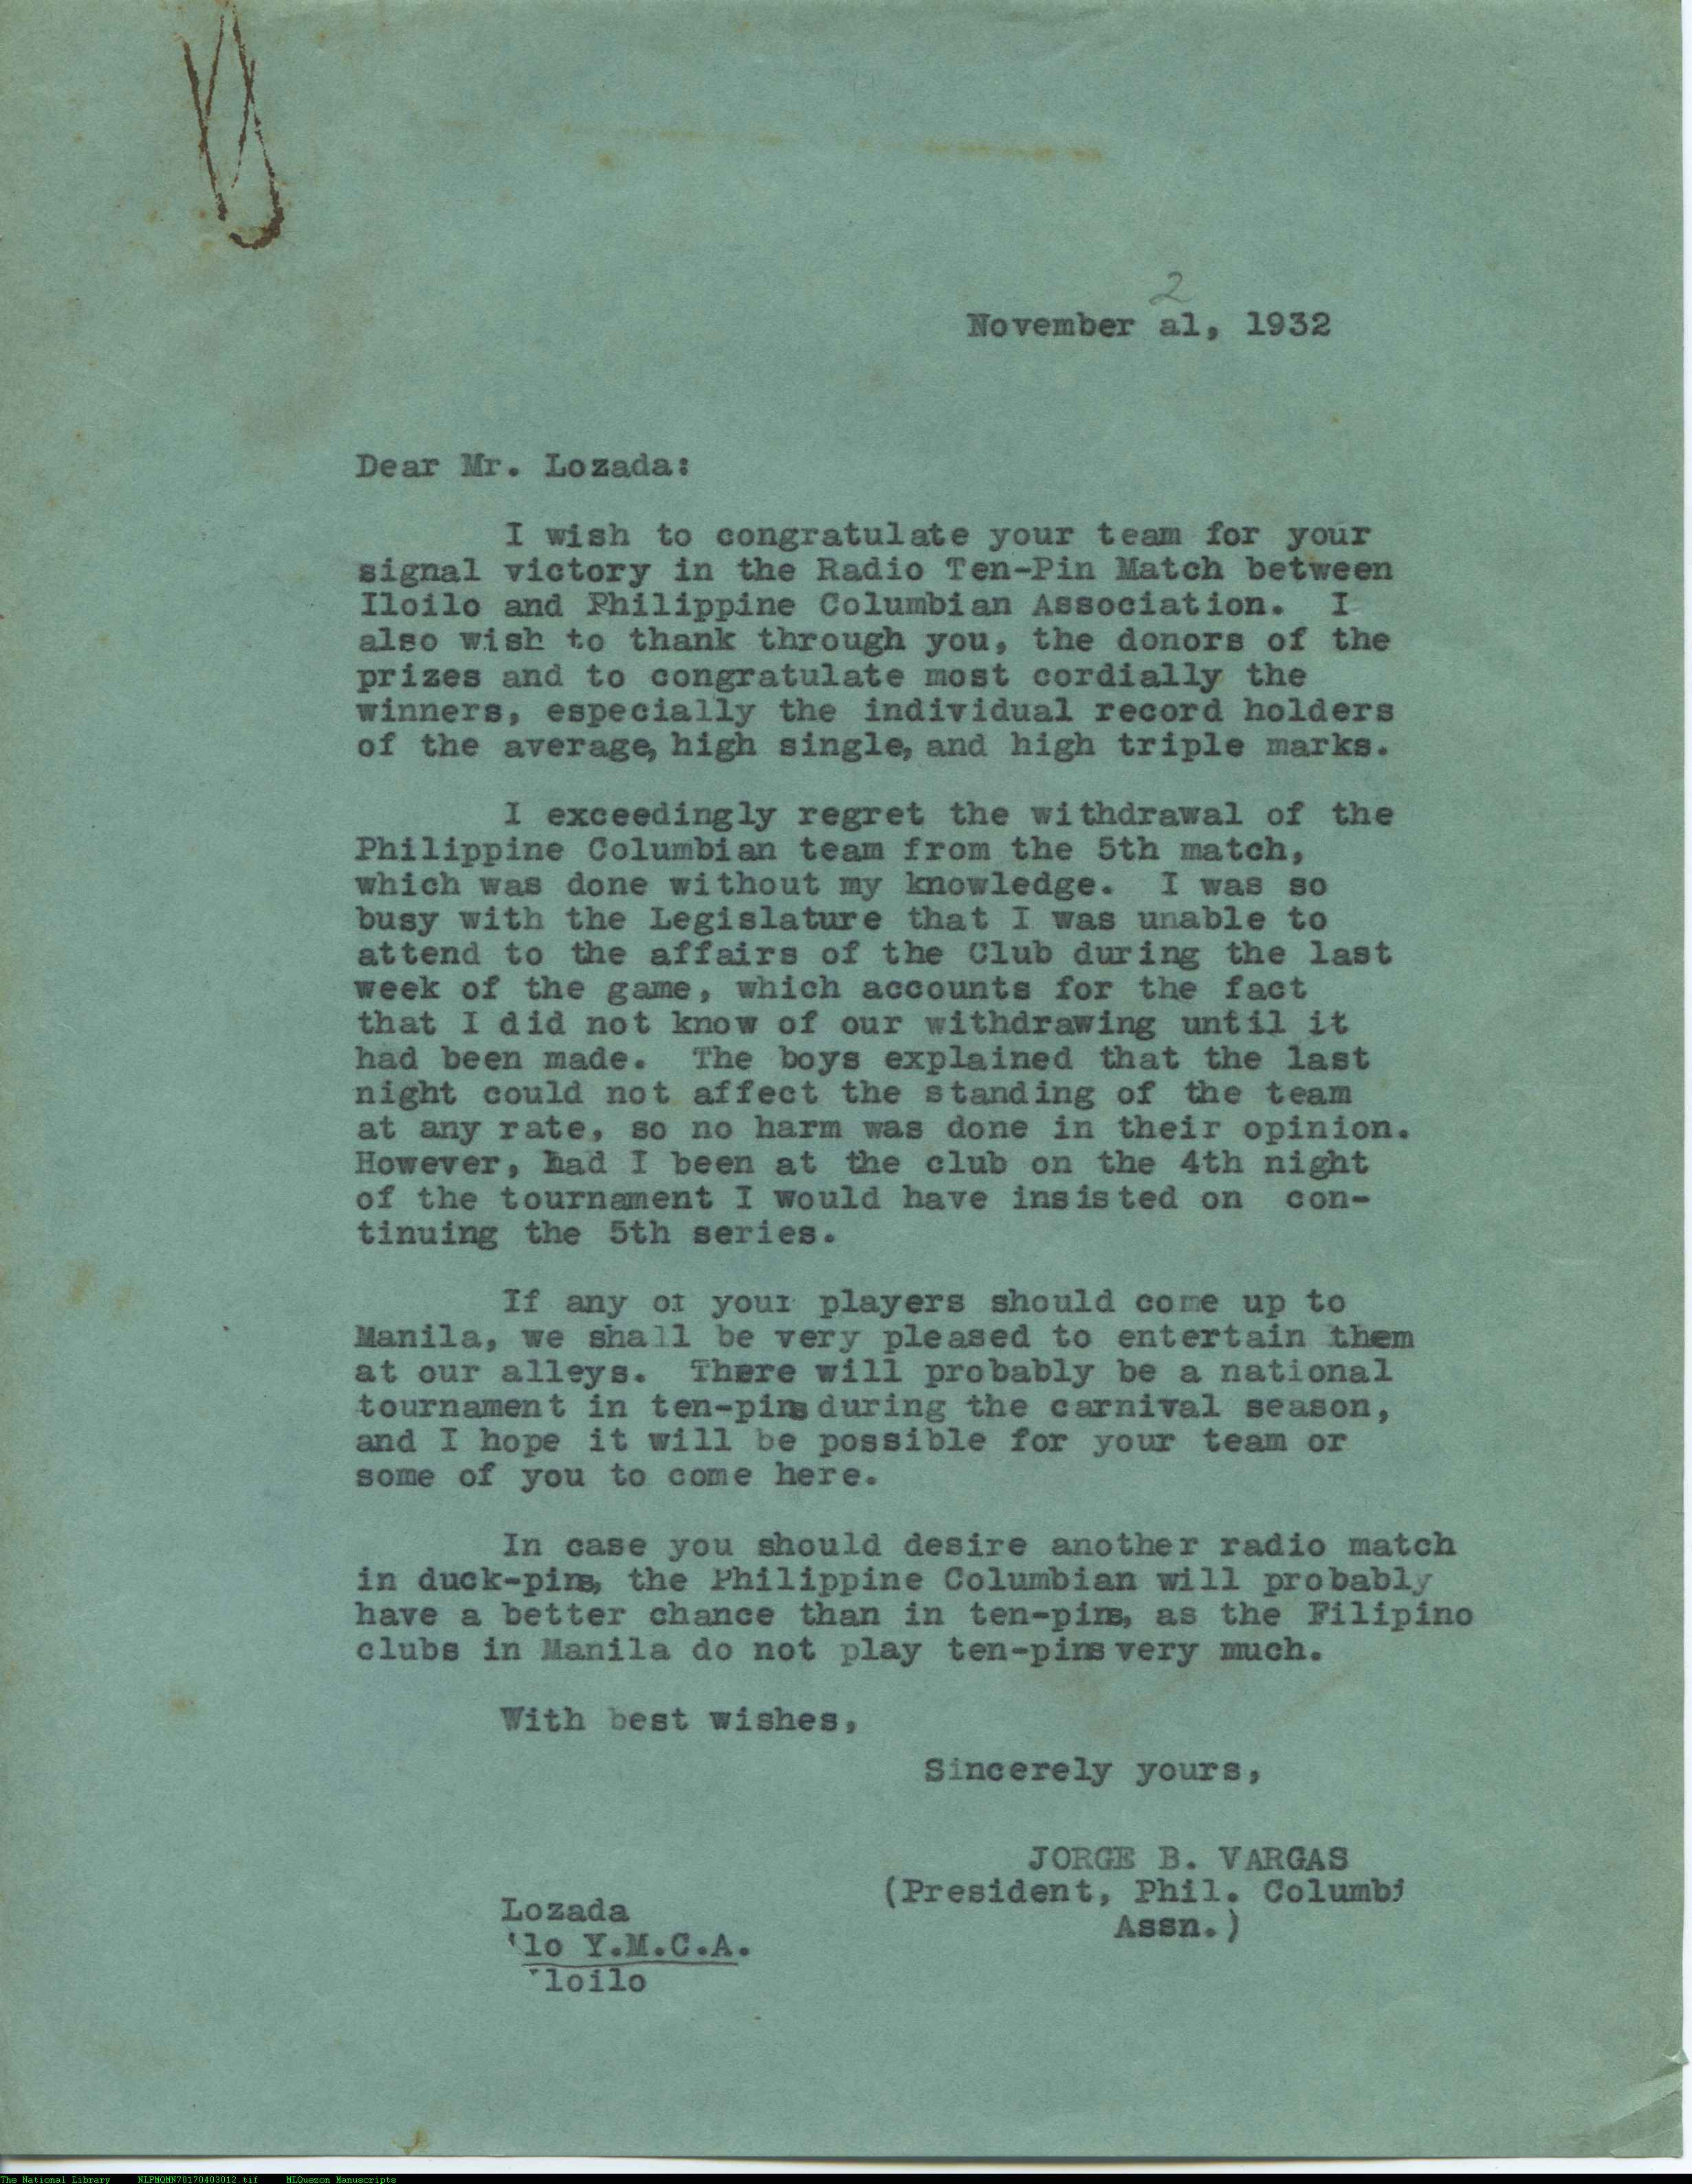 2
November a1, 1932
Dear Mr. Lozada:
I wish to congratulate your team for your
signal victory in the Radio Ten-Pin Match between
Iloilo and Philippine Columbian Association. I
also wish to thank through you, the donors of the
prizes and to congratulate most cordially the
winners, especially the individual record holders
of the average, high single, and high triple marks.
I exceedingly regret the withdrawal of the
Philippine Columbian team from the 5th match,
which was done without my knowledge. I was so
busy with the Legislature that I was unable to
attend to the affairs of the Club during the last
week of the game, which accounts for the fact
that I did not know of our withdrawing until it
had been made. The boys explained that the last
night could not affect the standing of the team
at any rate, so no harm was done in their opinion.
However, had I been at the club on the 4th night
of the tournament I would have insisted on con-
tinuing the 5th series.
If any of your players should come up to
Manila, we shall be very pleased to entertain them
at our alleys. There will probably be a national
tournament in ten-pins during the carnival season,
and I hope it will be possible for your team or
some of you to come here.
In case you should desire another radio match
in duck-pins, the Philippine Columbian will probably
have a better chance than in ten-pins, as the Filipino
clubs in Manila do not play ten-pins very much.
With best wishes,
Sincerely yours,
JORGE B. VARGAS
(President, Phil. Columbi
Assn.)
Lozada
lo Y.M.C.A.
loilo
The National Library NLPMQMN70170403012.tif MLQuezon Manuscripts